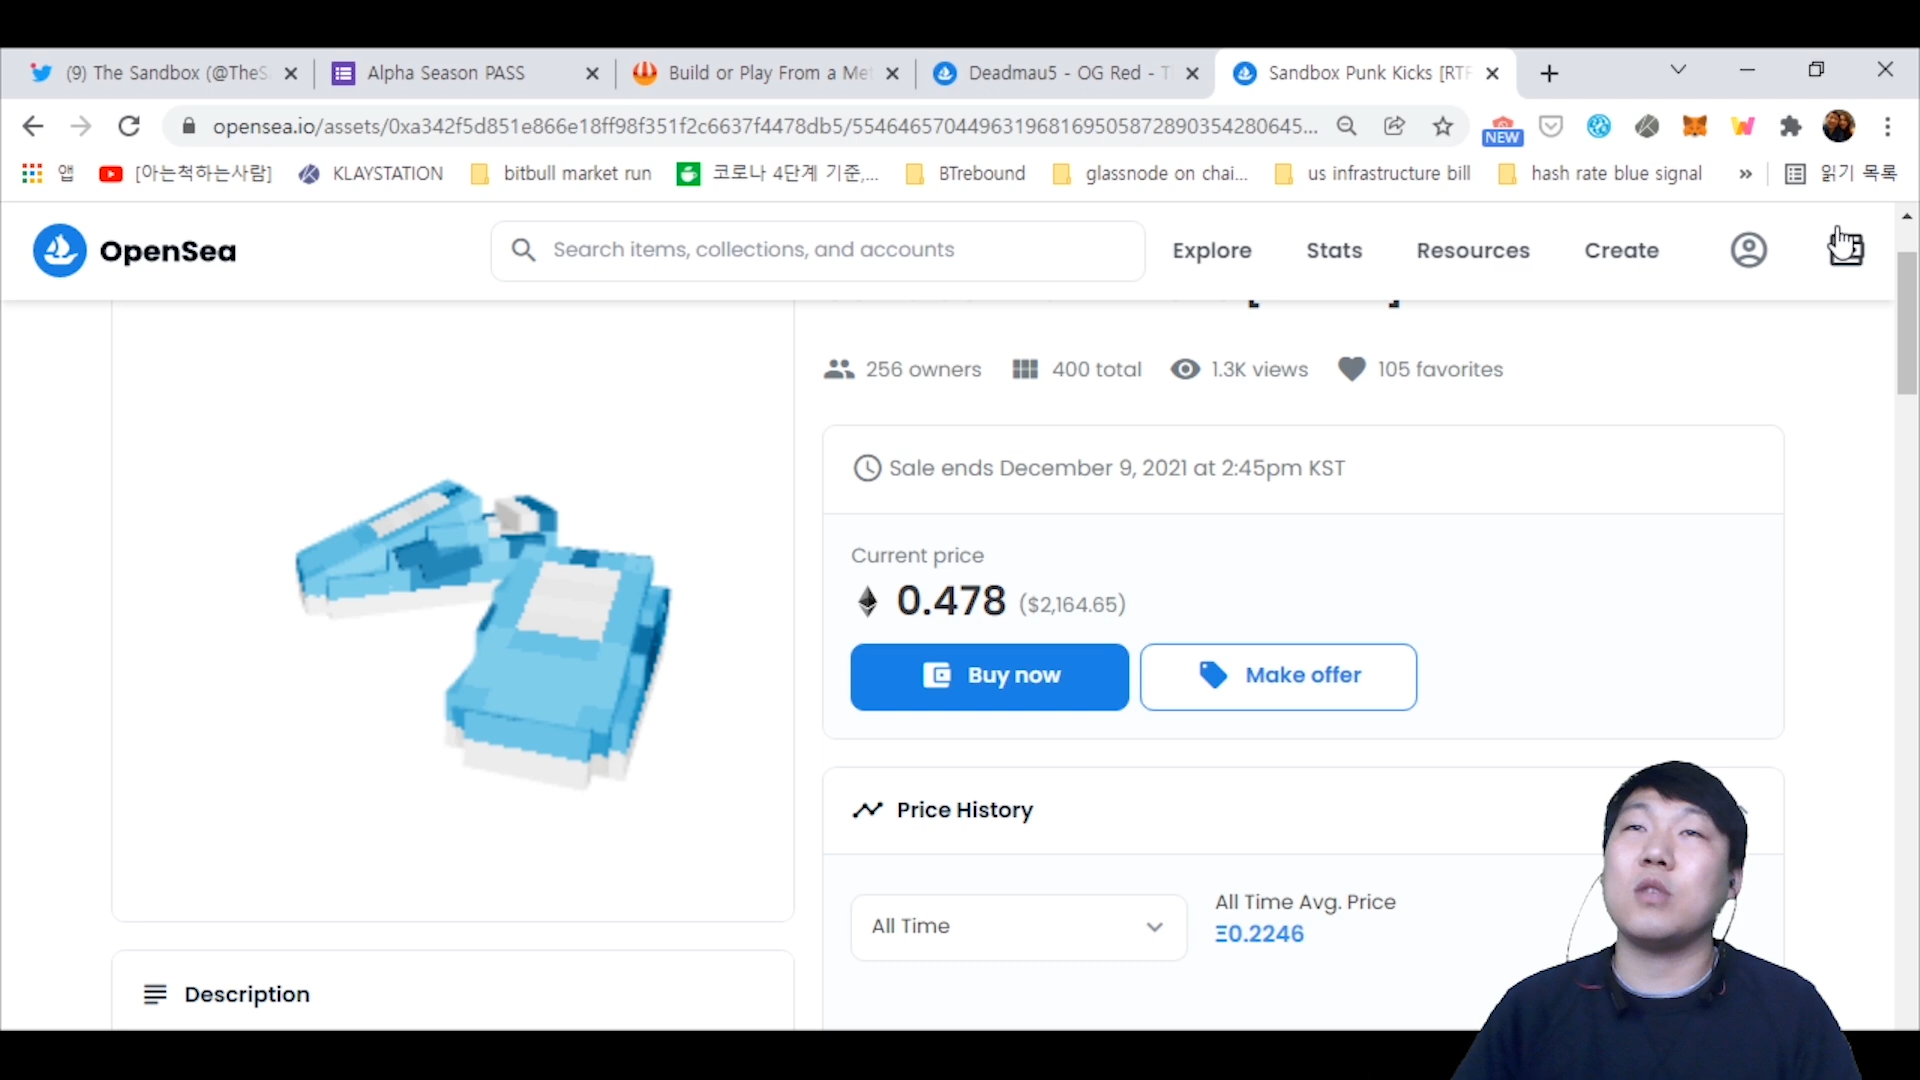 (9) The Sandbox (@TheS
Alpha Season PASS
Build or Play From a Me
Deadmau5 - OG Red - T
Sandbox Punk Kicks [RTF
opensea.io/assets/0xa342f5d851e866e18ff98f351f2c6637f4478db5/55464657044963196816950587289035428064​5...
NEW
앱
[아는척하는사람]
KLAYSTATION
bitbull market run
코로나 4단계 기준,...
BTrebound
glassnode on chai...
us infrastructure bill
hash rate blue signal
»
읽기 목록
OpenSea
Search items, collections, and accounts
Explore
Stats
Resources
Create
256 owners
400 total
1.3K views
105 favorites
Sale ends December 9, 2021 at 2:45pm KST
Current price
0.478 ($2,164.65)
Buy now
Make offer
Price History
All Time
All Time Avg. Price
Ξ0.2246
Description